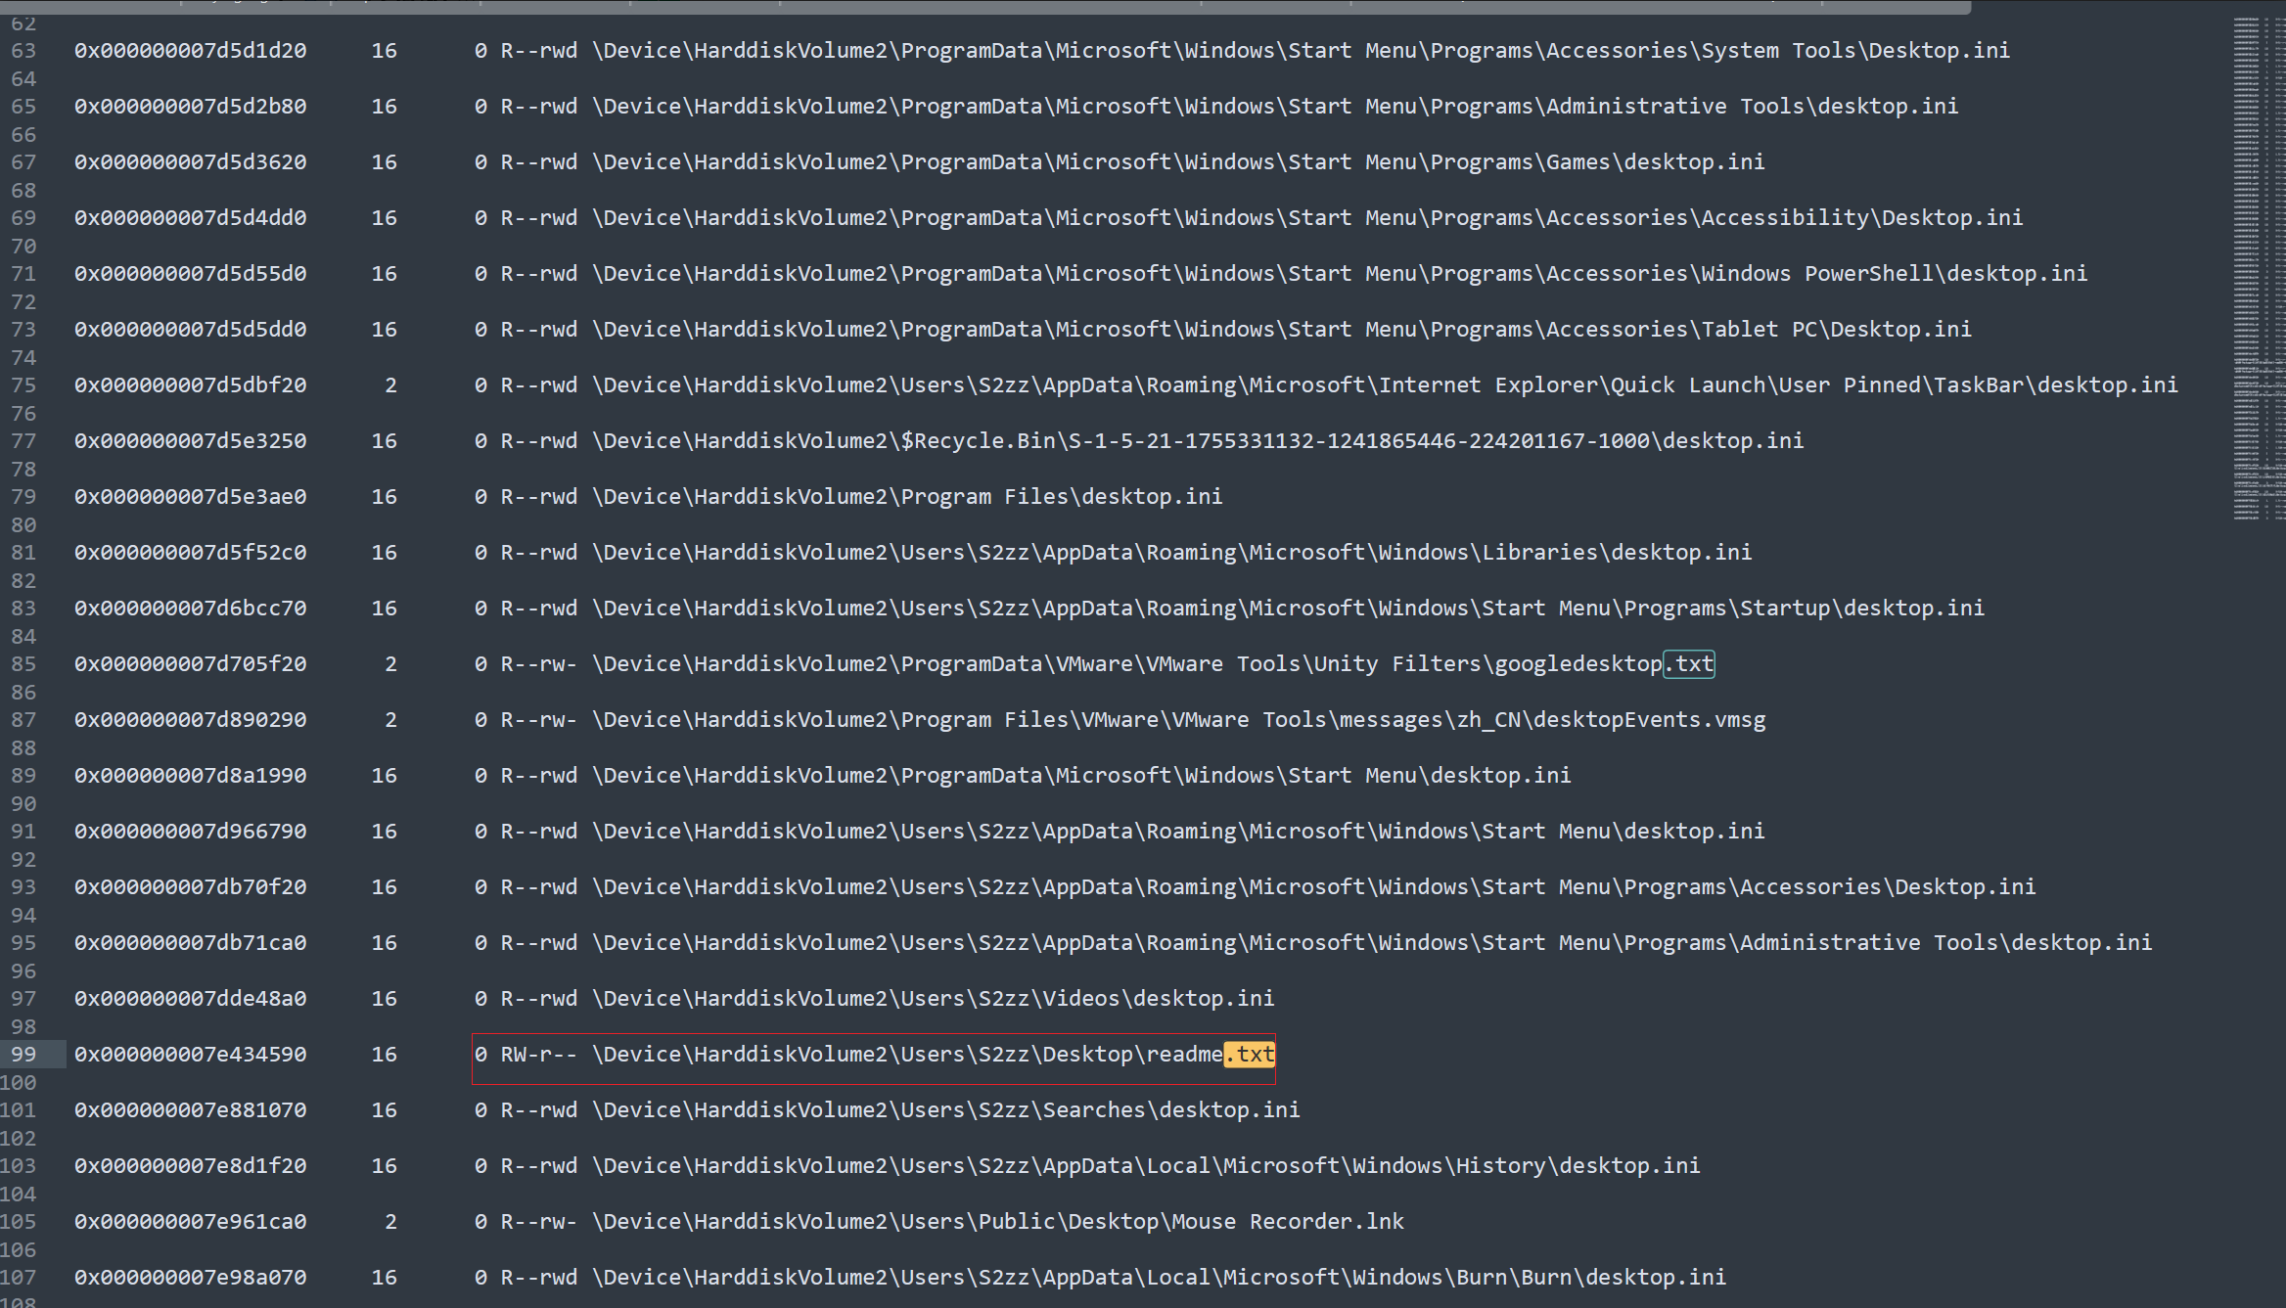 62
63 0x000000007d5d1d20 16 0 R--rwd \Device\HarddiskVolume2\ProgramData\Microsoft\Windows\Start Menu\Programs\Accessories\System Tools\Desktop.ini
64
65 0x000000007d5d2b80 16 0 R--rwd \Device\HarddiskVolume2\ProgramData\Microsoft\Windows\Start Menu\Programs\Administrative Tools\desktop.ini
66
67 0x000000007d5d3620 16 0 R--rwd \Device\HarddiskVolume2\ProgramData\Microsoft\Windows\Start Menu\Programs\Games\desktop.ini
68
69 0x000000007d5d4dd0 16 0 R--rwd \Device\HarddiskVolume2\ProgramData\Microsoft\Windows\Start Menu\Programs\Accessories\Accessibility\Desktop.ini
70
71 0x000000007d5d55d0 16 0 R--rwd \Device\HarddiskVolume2\ProgramData\Microsoft\Windows\Start Menu\Programs\Accessories\Windows PowerShell\desktop.ini
72
73 0x000000007d5d5dd0 16 0 R--rwd \Device\HarddiskVolume2\ProgramData\Microsoft\Windows\Start Menu\Programs\Accessories\Tablet PC\Desktop.ini
74
75 0x000000007d5dbf20 2 0 R--rwd \Device\HarddiskVolume2\Users\S2zz\AppData\Roaming\Microsoft\Internet Explorer\Quick Launch\User Pinned\TaskBar\desktop.ini
76
77 0x000000007d5e3250 16 0 R--rwd \Device\HarddiskVolume2\$Recycle.Bin\S-1-5-21-1755331132-1241865446-224201167-1000\desktop.ini
78
79 0x000000007d5e3ae0 16 0 R--rwd \Device\HarddiskVolume2\Program Files\desktop.ini
80
81 0x000000007d5f52c0 16 0 R--rwd \Device\HarddiskVolume2\Users\S2zz\AppData\Roaming\Microsoft\Windows\Libraries\desktop.ini
82
83 0x000000007d6bcc70 16 0 R--rwd \Device\HarddiskVolume2\Users\S2zz\AppData\Roaming\Microsoft\Windows\Start Menu\Programs\Startup\desktop.ini
84
85 0x000000007d705f20 2 0 R--rw- \Device\HarddiskVolume2\ProgramData\VMware\VMware Tools\Unity Filters\googledesktop.txt
86
87 0x000000007d890290 2 0 R--rw- \Device\HarddiskVolume2\Program Files\VMware\VMware Tools\messages\zh_CN\desktopEvents.vmsg
88
89 0x000000007d8a1990 16 0 R--rwd \Device\HarddiskVolume2\ProgramData\Microsoft\Windows\Start Menu\desktop.ini
90
91 0x000000007d966790 16 0 R--rwd \Device\HarddiskVolume2\Users\S2zz\AppData\Roaming\Microsoft\Windows\Start Menu\desktop.ini
92
93 0x000000007db70f20 16 0 R--rwd \Device\HarddiskVolume2\Users\S2zz\AppData\Roaming\Microsoft\Windows\Start Menu\Programs\Accessories\Desktop.ini
94
95 0x000000007db71ca0 16 0 R--rwd \Device\HarddiskVolume2\Users\S2zz\AppData\Roaming\Microsoft\Windows\Start Menu\Programs\Administrative Tools\desktop.ini
96
97 0x000000007dde48a0 16 0 R--rwd \Device\HarddiskVolume2\Users\S2zz\Videos\desktop.ini
98
99 0x000000007e434590 16 0 RW-r-- \Device\HarddiskVolume2\Users\S2zz\Desktop\readme.txt
100
101 0x000000007e881070 16 0 R--rwd \Device\HarddiskVolume2\Users\S2zz\Searches\desktop.ini
102
103 0x000000007e8d1f20 16 0 R--rwd \Device\HarddiskVolume2\Users\S2zz\AppData\Local\Microsoft\Windows\History\desktop.ini
104
105 0x000000007e961ca0 2 0 R--rw- \Device\HarddiskVolume2\Users\Public\Desktop\Mouse Recorder.lnk
106
107 0x000000007e98a070 16 0 R--rwd \Device\HarddiskVolume2\Users\S2zz\AppData\Local\Microsoft\Windows\Burn\Burn\desktop.ini
108